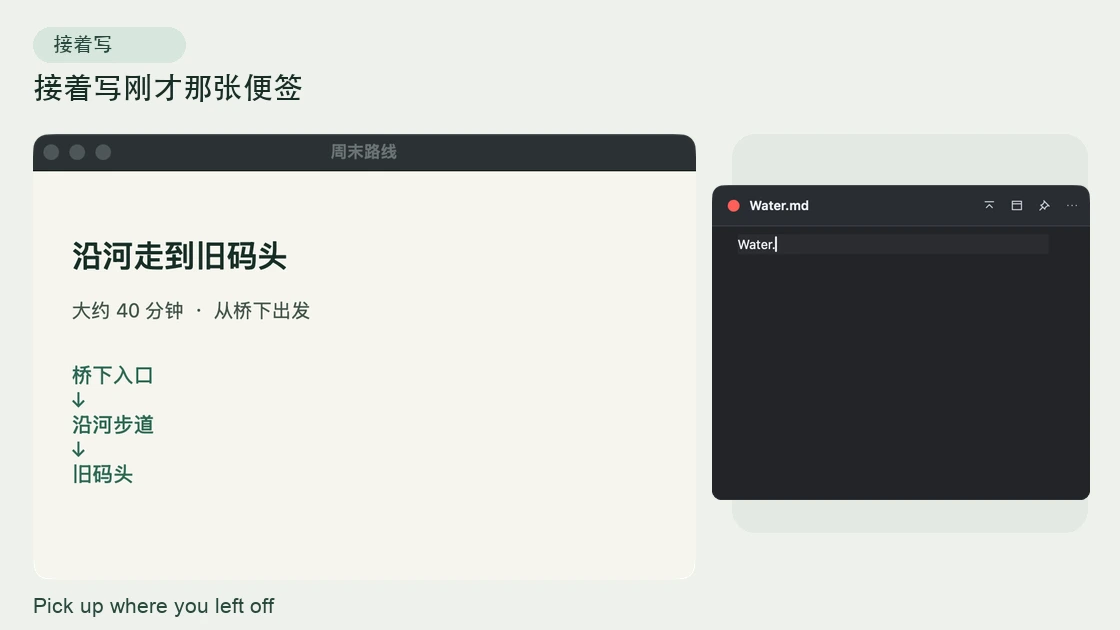 接着写
接着写刚才那张便签
周末路线
沿河走到旧码头
大约 40 分钟 · 从桥下出发
桥下入口
↓
沿河步道
↓
旧码头
Water.md
Water.
Pick up where you left off